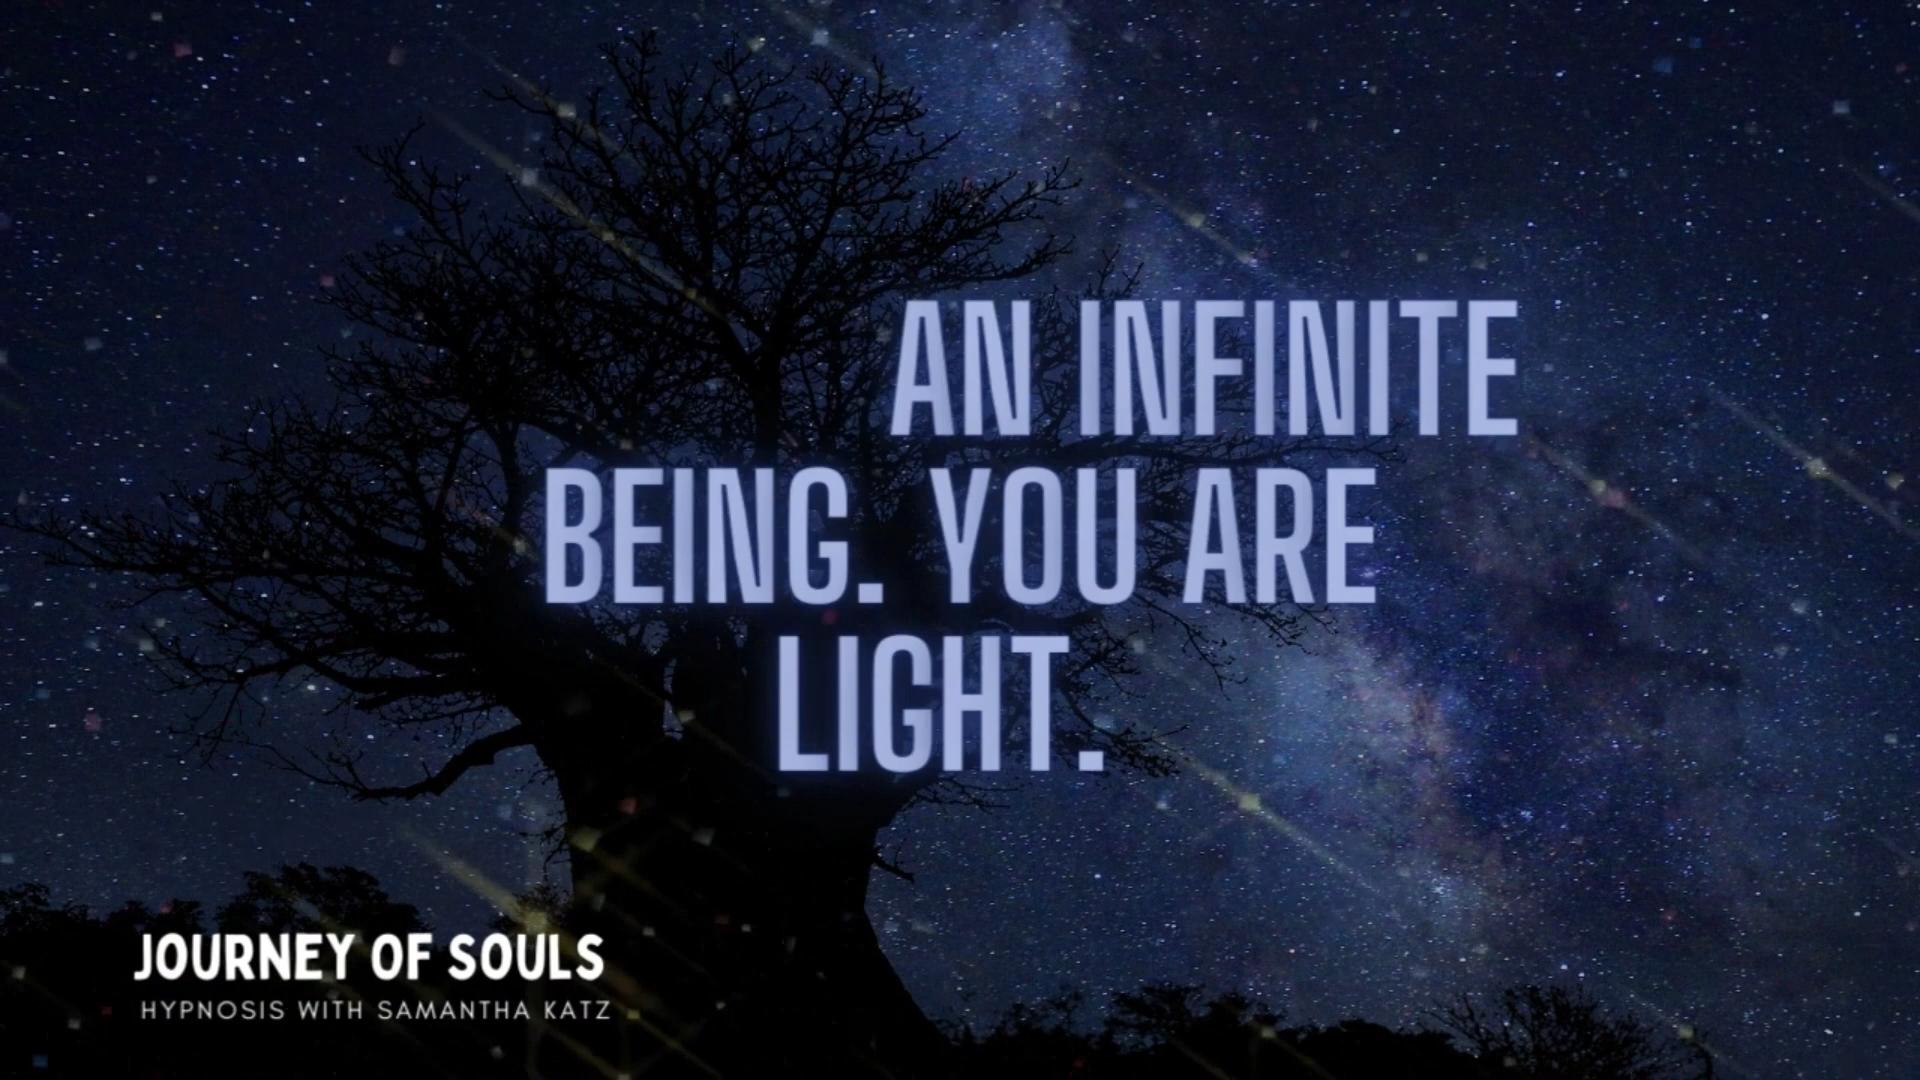 AN INFINITE
BEING. YOU ARE
LIGHT.
JOURNEY OF SOULS
HYPNOSIS WITH SAMANTHA KATZ